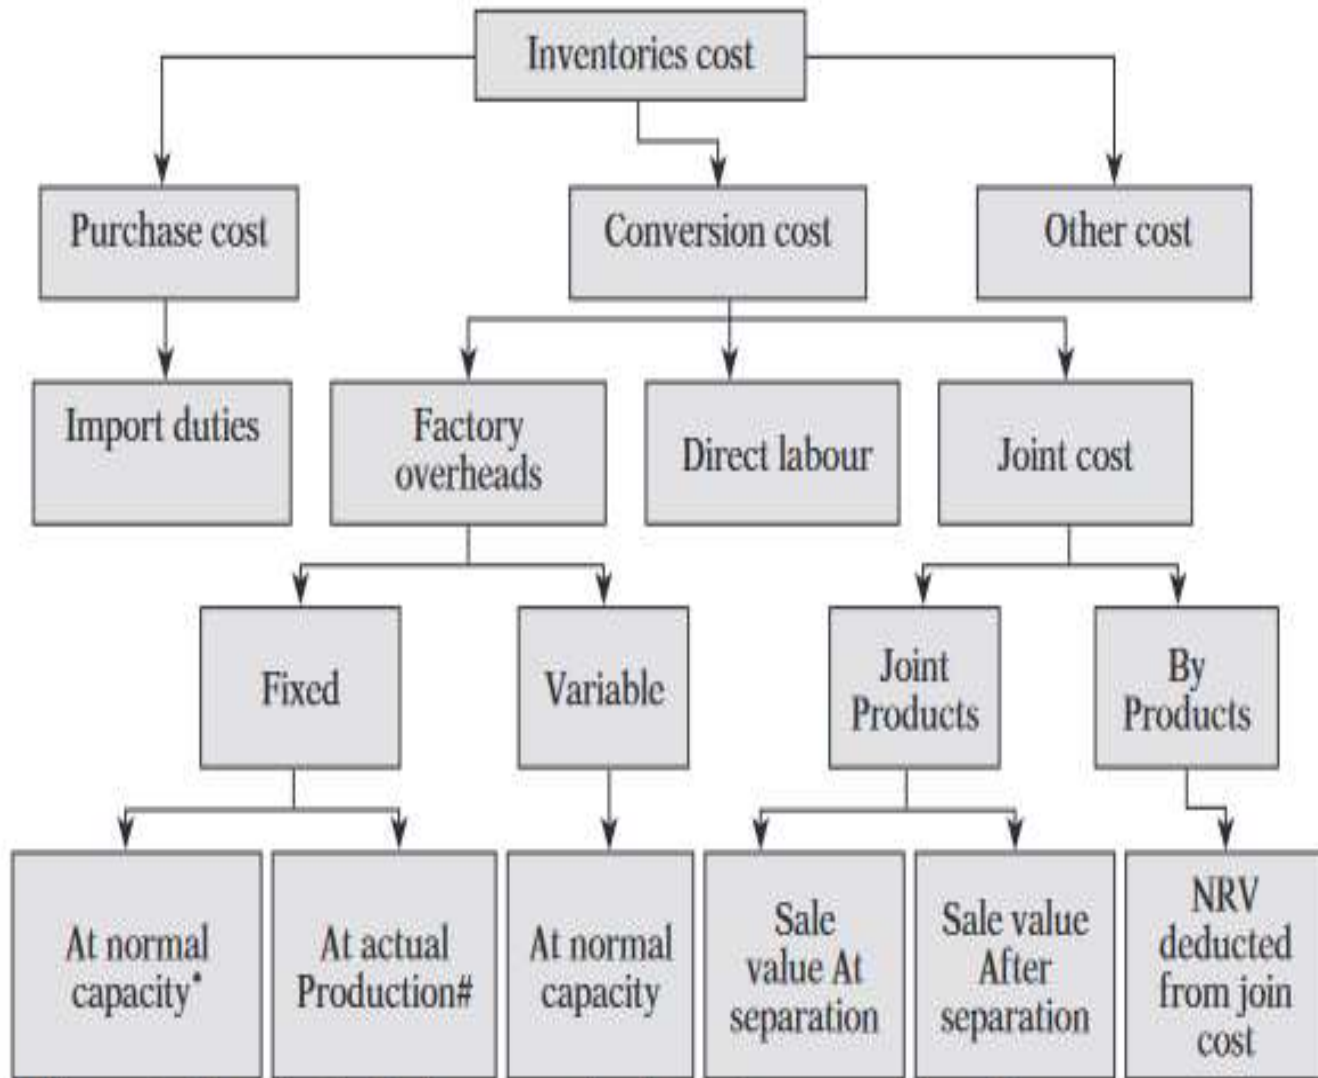 Inventories cost
Purchase cost
Conversion cost
Other cost
Import duties
Factory
overheads
Direct labour
Joint cost
Fixed
Variable
Joint
Products
By
Products
At normal
capacity*
At actual
Production#
At normal
capacity
Sale
value At
separation
Sale value
After
separation
NRV
deducted
from join
cost